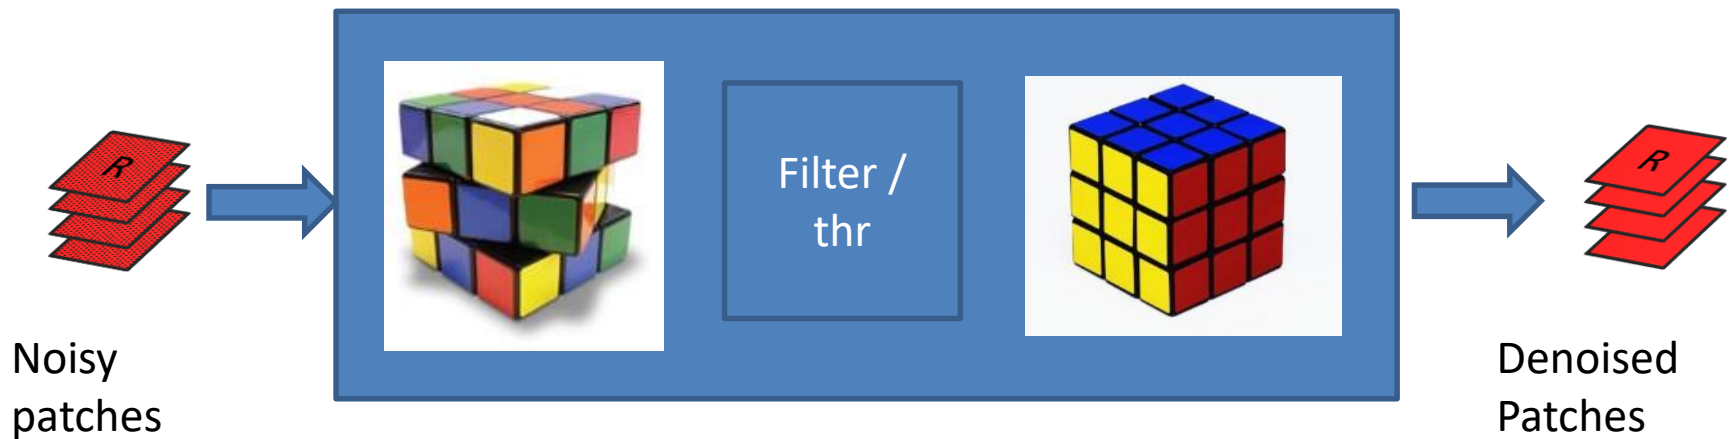 R
Noisy
patches
Filter /
thr
R
Denoised
Patches